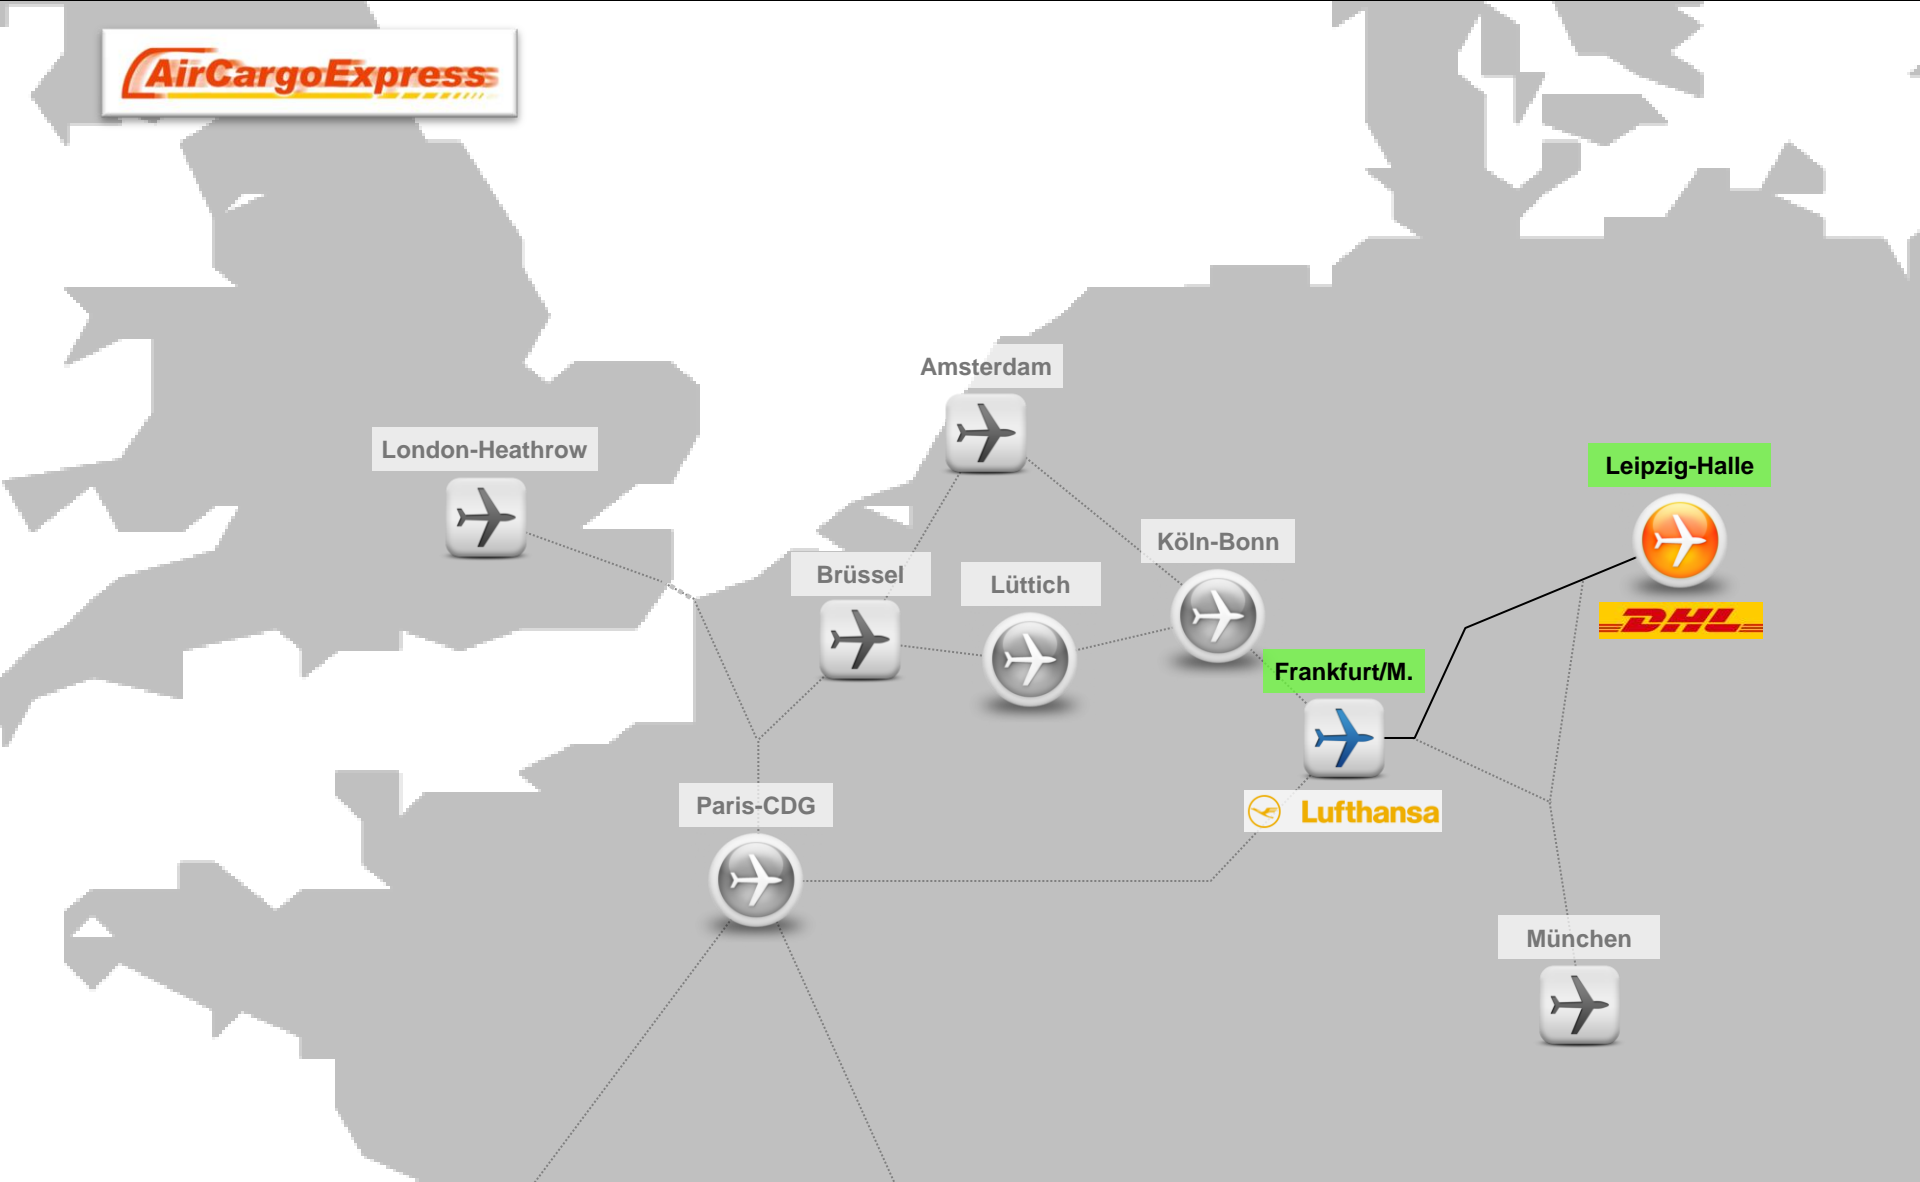 AirCargoExpress
Amsterdam
London-Heathrow
Leipzig-Halle
Köln-Bonn
Brüssel
Lüttich
DHL
Frankfurt/M.
Paris-CDG
Lufthansa
München